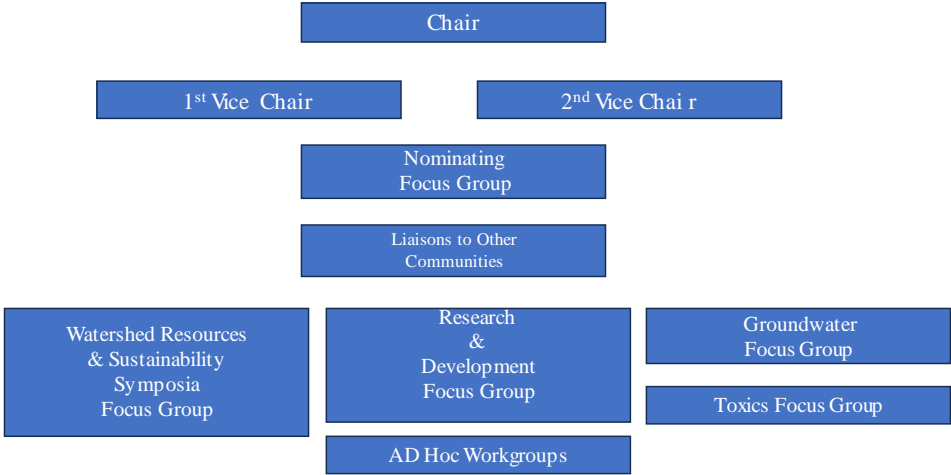 Chair
1st Vice Chair
2nd Vice Chai r
Nominating
Focus Group
Liaisons to Other
Communities
Watershed Resources
& Sustainability
Symposia
Focus Group
Research
&
Development
Focus Group
Groundwater
Focus Group
Toxics Focus Group
AD Hoc Workgroups